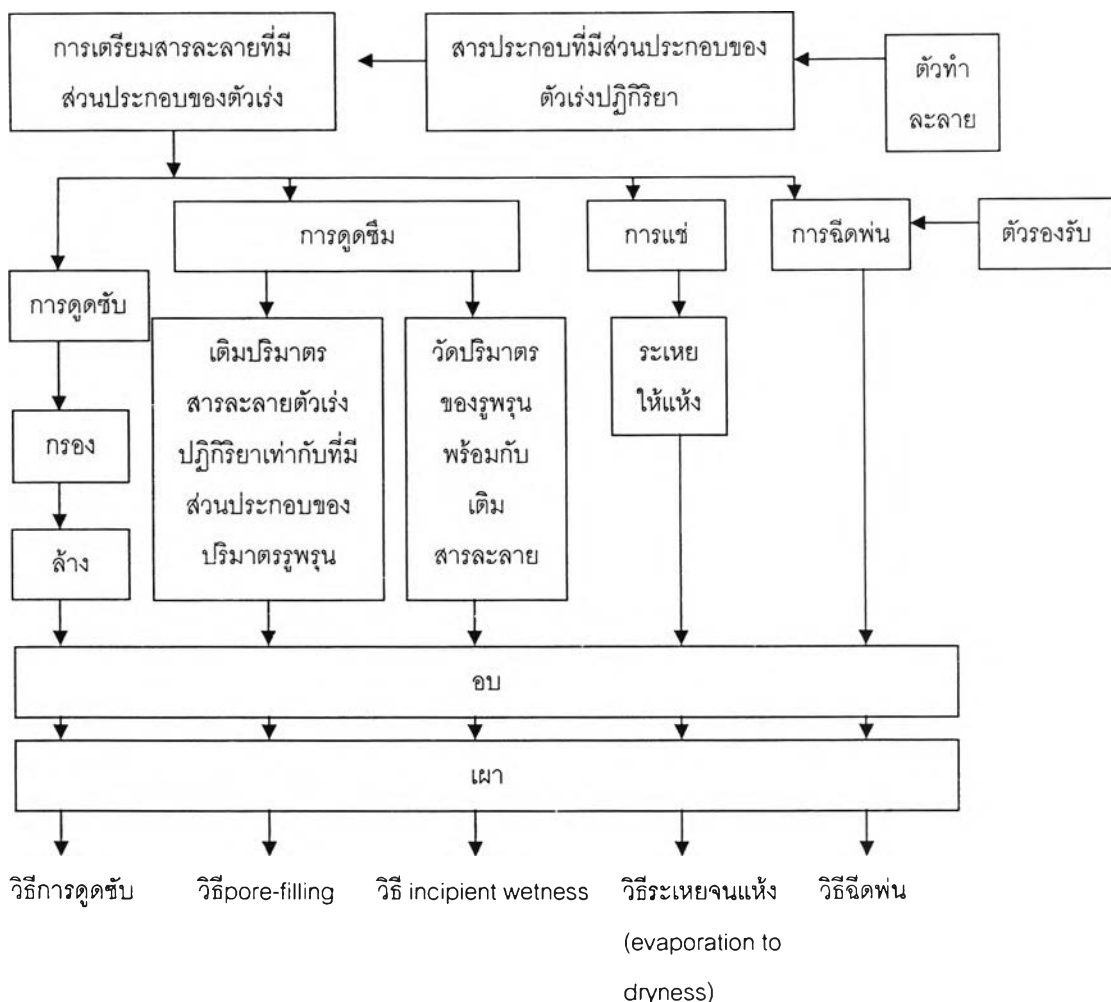 การเตรียมสารละลายที่มี
ส่วนประกอบของตัวเร่ง
สารประกอบที่มีส่วนประกอบของ
ตัวเร่งปฏิกิริยา
ตัวทำ
ละลาย
การดูดซึม
การแช่
การฉีดพ่น
ตัวรองรับ
การดูดซับ
กรอง
ล้าง
เติมปริมาตร
สารละลายตัวเร่ง
ปฏิกิริยาเท่ากับที่มี
ส่วนประกอบของ
ปริมาตรรูพรุน
วัดปริมาตร
ของรูพรุน
พร้อมกับ
เติม
สารละลาย
ระเหย
ให้แห้ง
อบ
เผา
วิธีการดูดซับ
วิธีpore-filling
วิธี incipient wetness
วิธีระเหยจนแห้ง
(evaporation to
dryness)
วิธีฉีดพ่น